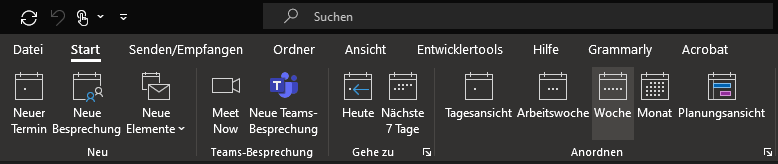 Suchen
Datei Start Senden/Empfangen Ordner Ansicht Entwicklertools Hilfe Grammarly Acrobat
Neuer Termin
Neue Besprechung
Neue Elemente
Meet Now
Neue Teams-Besprechung
Heute
Nächste 7 Tage
Tagesansicht
Arbeitswoche
Woche
Monat
Planungsansicht
Neu
Teams-Besprechung
Gehe zu
Anordnen